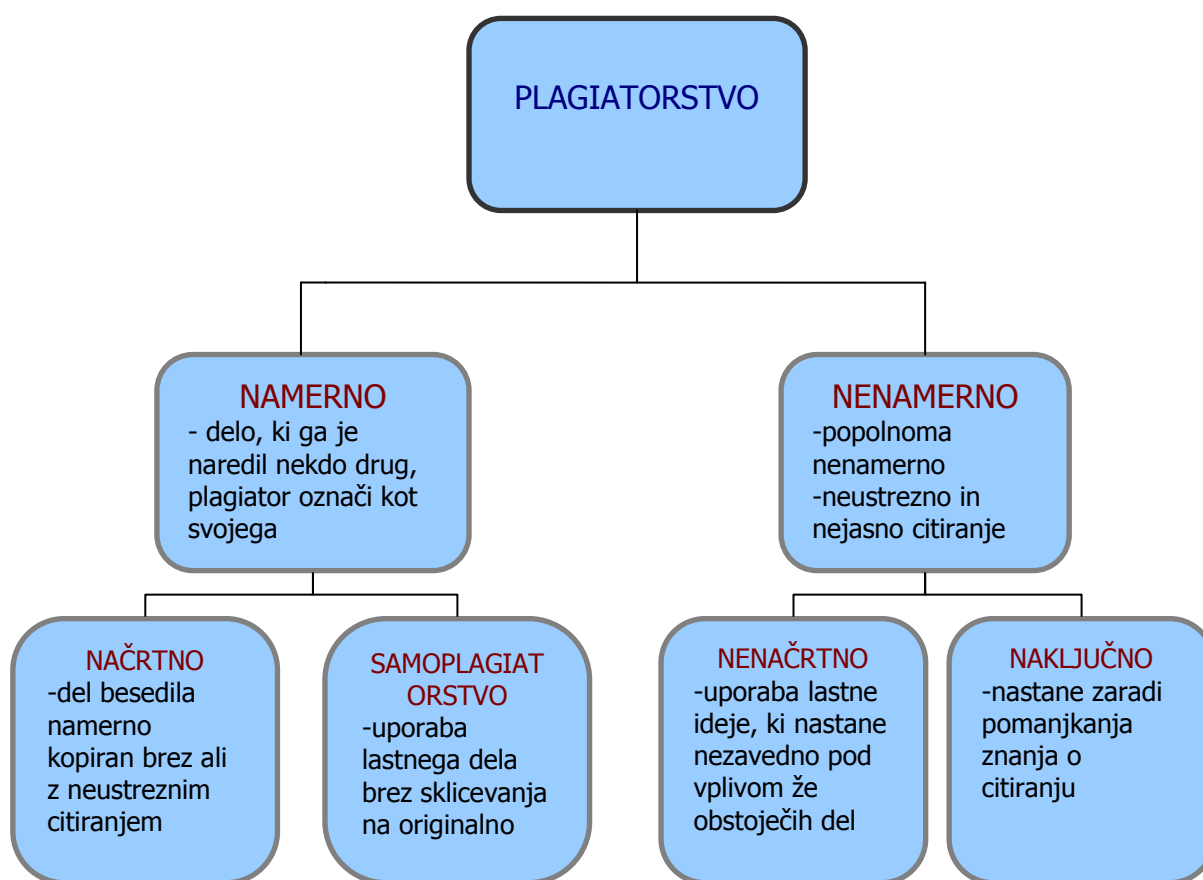 PLAGIATORSTVO
NAMERNO
- delo, ki ga je
naredil nekdo drug,
plagiator označi kot
svojega
NENAMERNO
-popolnoma
nenamerno
-neustrezno in
nejasno citiranje
NAČRTNO
-del besedila
namerno
kopiran brez ali
z neustreznim
citiranjem
SAMOPLAGIAT
ORSTVO
-uporaba
lastnega dela
brez sklicevanja
na originalno
NENAČRTNO
-uporaba lastne
ideje, ki nastane
nezavedno pod
vplivom že
obstoječih del
NAKLJUČNO
-nastane zaradi
pomanjkanja
znanja o
citiranju